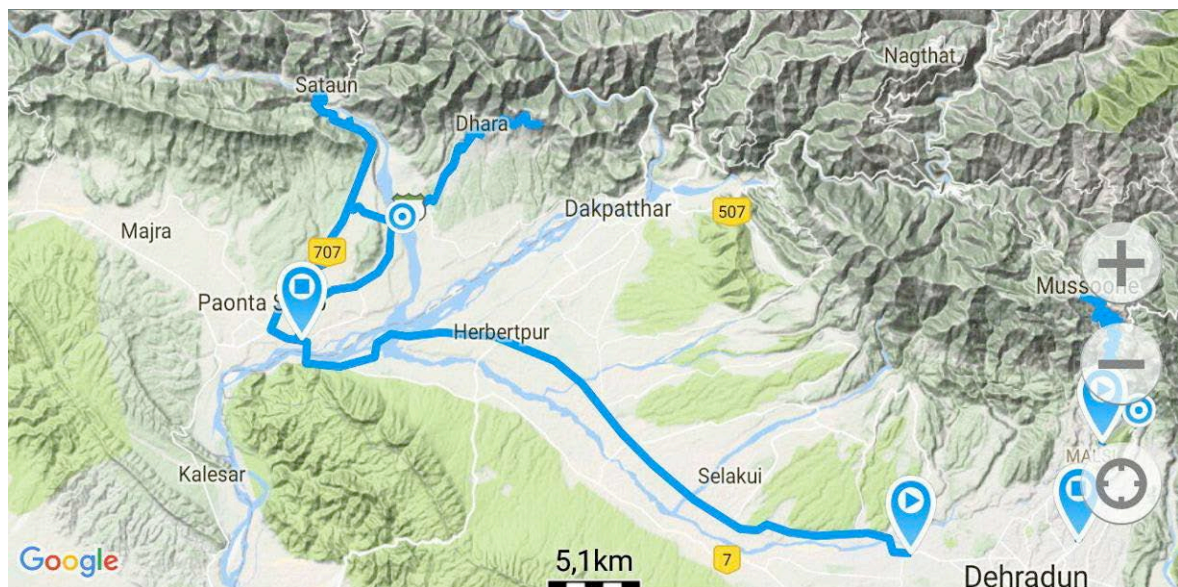 Sataun
Nagthat
Dhara
Majra
Dakpatthar
507
707
Mussoorie
Paonta S
Herbertpur
Kalesar
Selakui
Google
5,1km
7
Dehradun